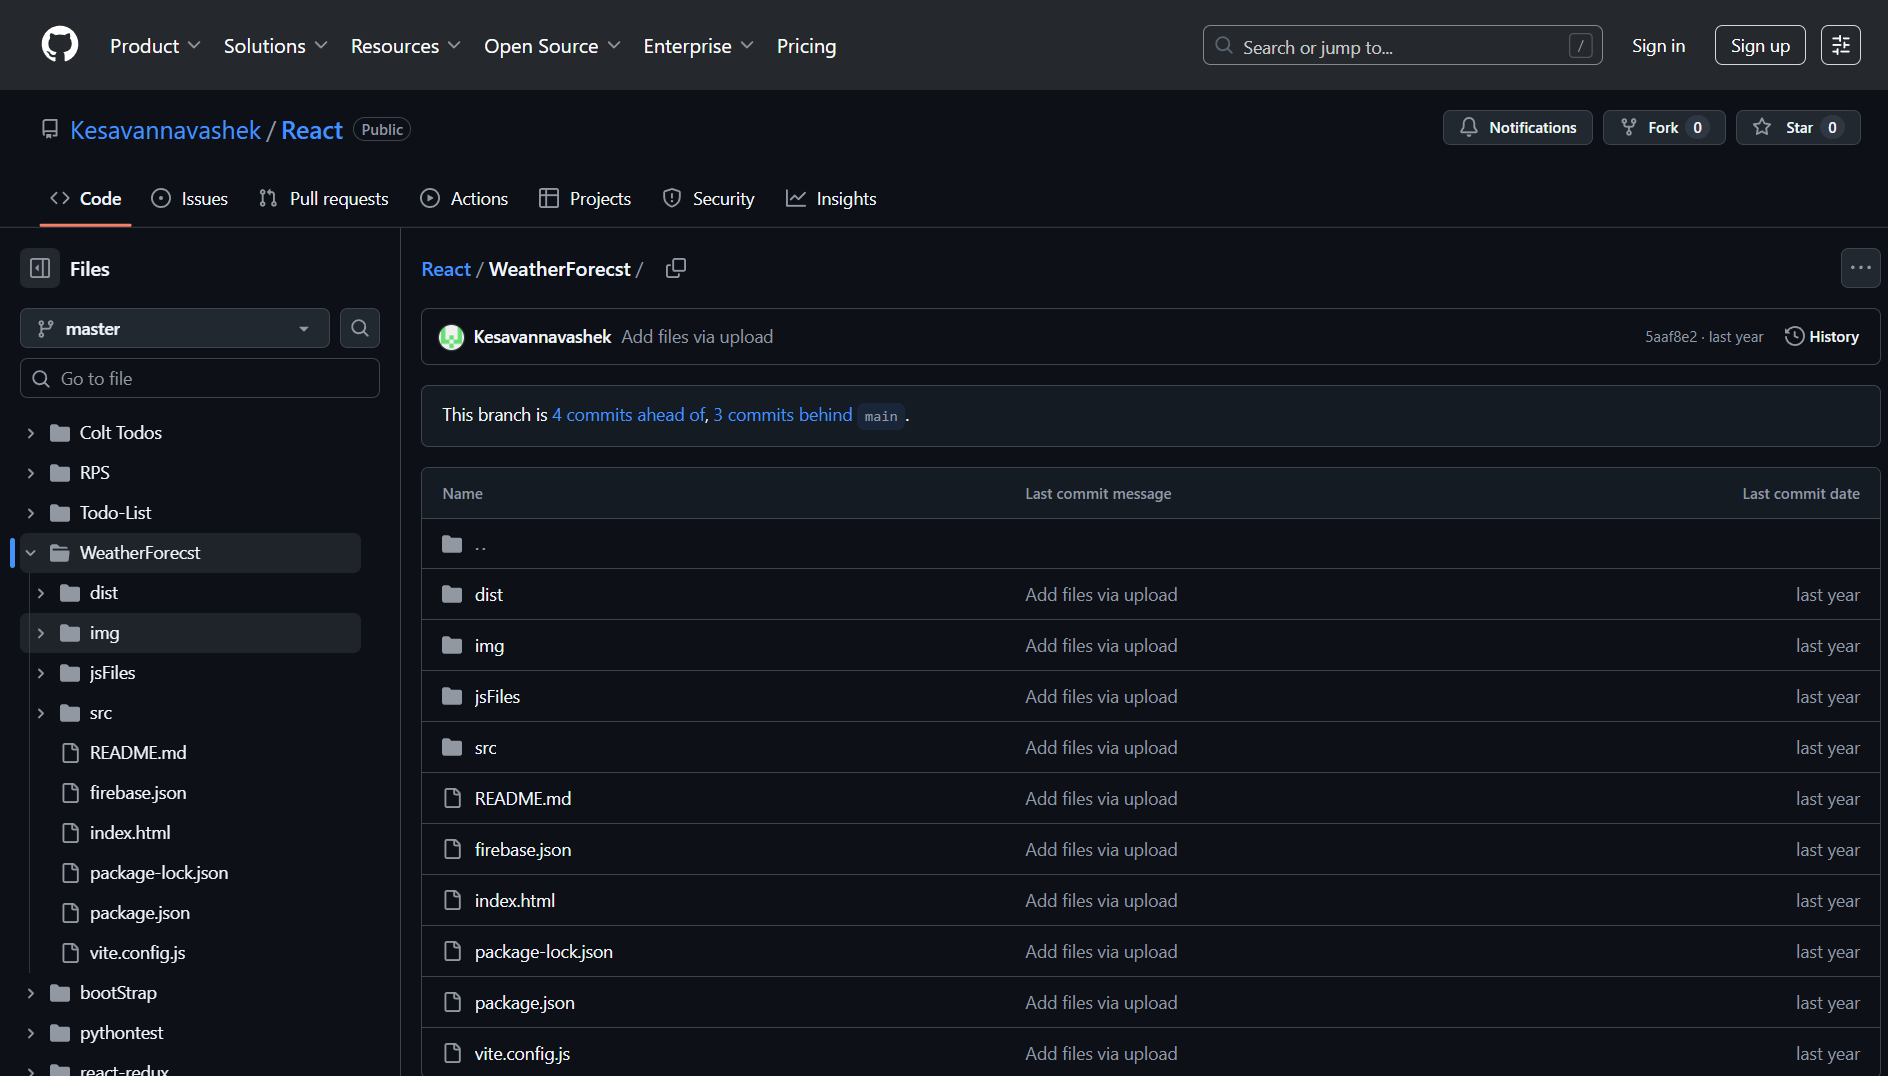 Product Solutions Resources Open Source Enterprise Pricing Search or jump to... / Sign in Sign up
Kesavannavashek / React Public Notifications Fork 0 Star 0
Code Issues Pull requests Actions Projects Security Insights
Files
master
Go to file
Colt Todos
RPS
Todo-List
WeatherForecst
dist
img
jsFiles
src
README.md
firebase.json
index.html
package-lock.json
package.json
vite.config.js
bootStrap
pythontest
react-redux
React / WeatherForecst /
Kesavannavashek Add files via upload 5aaf8e2 · last year History
This branch is 4 commits ahead of, 3 commits behind main .
Name Last commit message Last commit date
..
dist Add files via upload last year
img Add files via upload last year
jsFiles Add files via upload last year
src Add files via upload last year
README.md Add files via upload last year
firebase.json Add files via upload last year
index.html Add files via upload last year
package-lock.json Add files via upload last year
package.json Add files via upload last year
vite.config.js Add files via upload last year